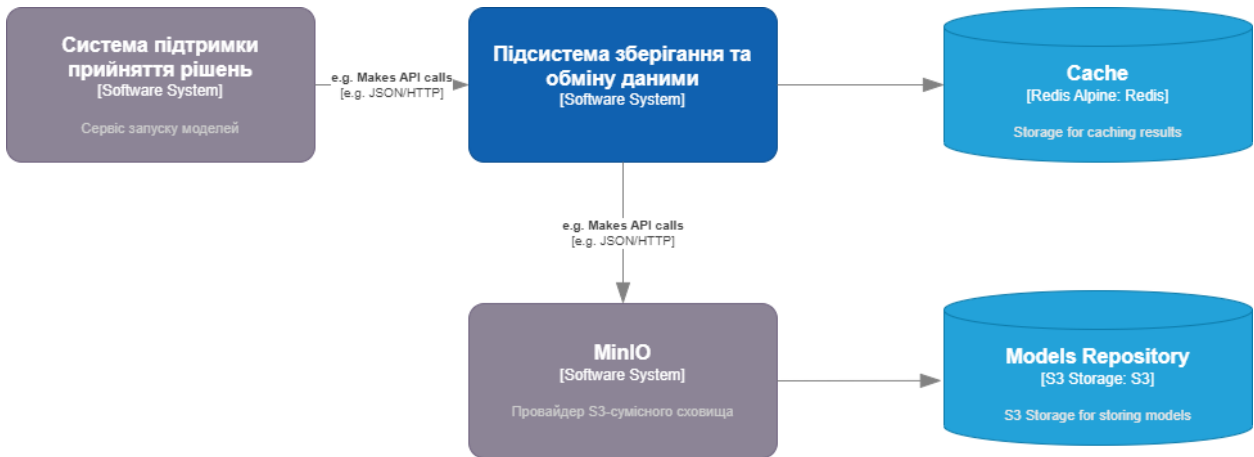 Система підтримки
прийняття рішень
[Software System]
Сервіс запуску моделей
e.g. Makes API calls
[e.g. JSON/HTTP]
Підсистема зберігання та
обміну даними
[Software System]
Cache
[Redis Alpine: Redis]
Storage for caching results
e.g. Makes API calls
[e.g. JSON/HTTP]
MinIO
[Software System]
Провайдер S3-сумісного сховища
Models Repository
[S3 Storage: S3]
S3 Storage for storing models